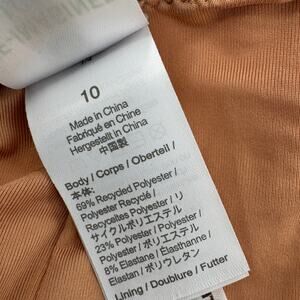 10
Made in China
Fabriqué en Chine
Hergestellt in China
中国製
Body / Corps / Oberteil /
本体:
69% Recycled Polyester /
Polyester Recyclé /
Recyceltes Polyester / リ
サイクルポリエステル
23% Polyester / Polyester /
Polyester / ポリエステル
8% Elastane / Élasthanne /
Elastan / ポリウレタン
Lining / Doublure / Futter